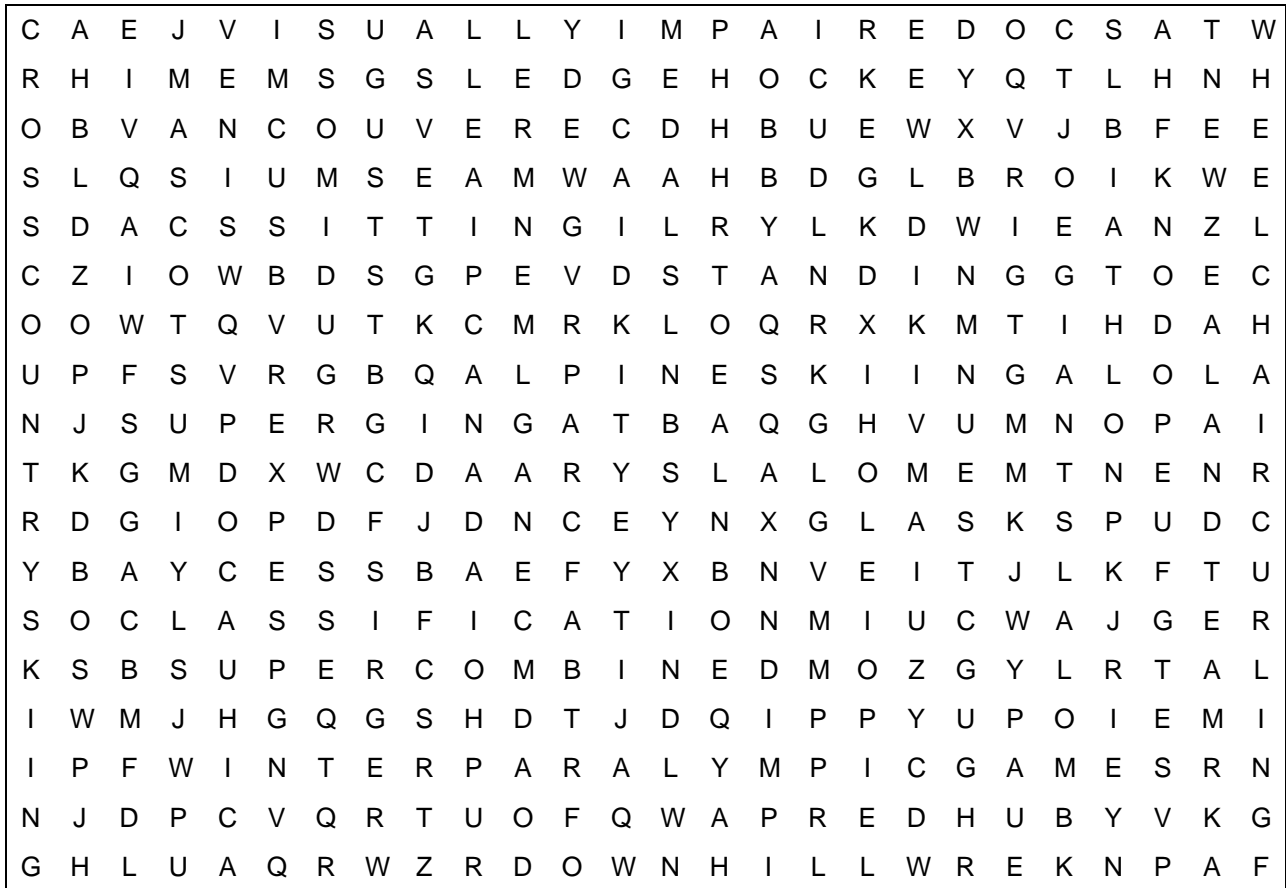 C A E J V I S U A L L Y I M P A I R E D O C S A T W
R H I M E M S G S L E D G E H O C K E Y Q T L H N H
O B V A N C O U V E R E C D H B U E W X V J B F E E
S L Q S I U M S E A M W A A H B D G L B R O I K W E
S D A C S S I T T I N G I L R Y L K D W I E A N Z L
C Z I O W B D S G P E V D S T A N D I N G G T O E C
O O W T Q V U T K C M R K L O Q R X K M T I H D A H
U P F S V R G B Q A L P I N E S K I I N G A L O L A
N J S U P E R G I N G A T B A Q G H V U M N O P A I
T K G M D X W C D A A R Y S L A L O M E M T N E N R
R D G I O P D F J D N C E Y N X G L A S K S P U D C
Y B A Y C E S S B A E F Y X B N V E I T J L K F T U
S O C L A S S I F I C A T I O N M I U C W A J G E R
K S B S U P E R C O M B I N E D M O Z G Y L R T A L
I W M J H G Q G S H D T J D Q I P P Y U P O I E M I
I P F W I N T E R P A R A L Y M P I C G A M E S R N
N J D P C V Q R T U O F Q W A P R E D H U B Y V K G
G H L U A Q R W Z R D O W N H I L L W R E K N P A F